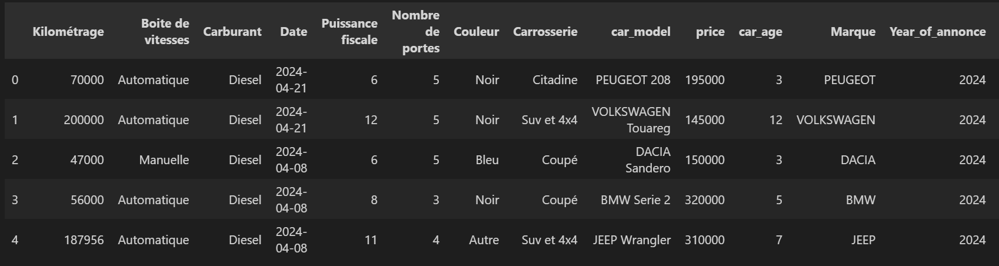 Kilométrage Boite de vitesses Carburant Date Puissance fiscale Nombre de portes Couleur Carrosserie car_model price car_age Marque Year_of_annonce
0 70000 Automatique Diesel 2024-04-21 6 5 Noir Citadine PEUGEOT 208 195000 3 PEUGEOT 2024
1 200000 Automatique Diesel 2024-04-21 12 5 Noir Suv et 4x4 VOLKSWAGEN Touareg 145000 12 VOLKSWAGEN 2024
2 47000 Manuelle Diesel 2024-04-08 6 5 Bleu Coupé DACIA Sandero 150000 3 DACIA 2024
3 56000 Automatique Diesel 2024-04-08 8 3 Noir Coupé BMW Serie 2 320000 5 BMW 2024
4 187956 Automatique Diesel 2024-04-08 11 4 Autre Suv et 4x4 JEEP Wrangler 310000 7 JEEP 2024